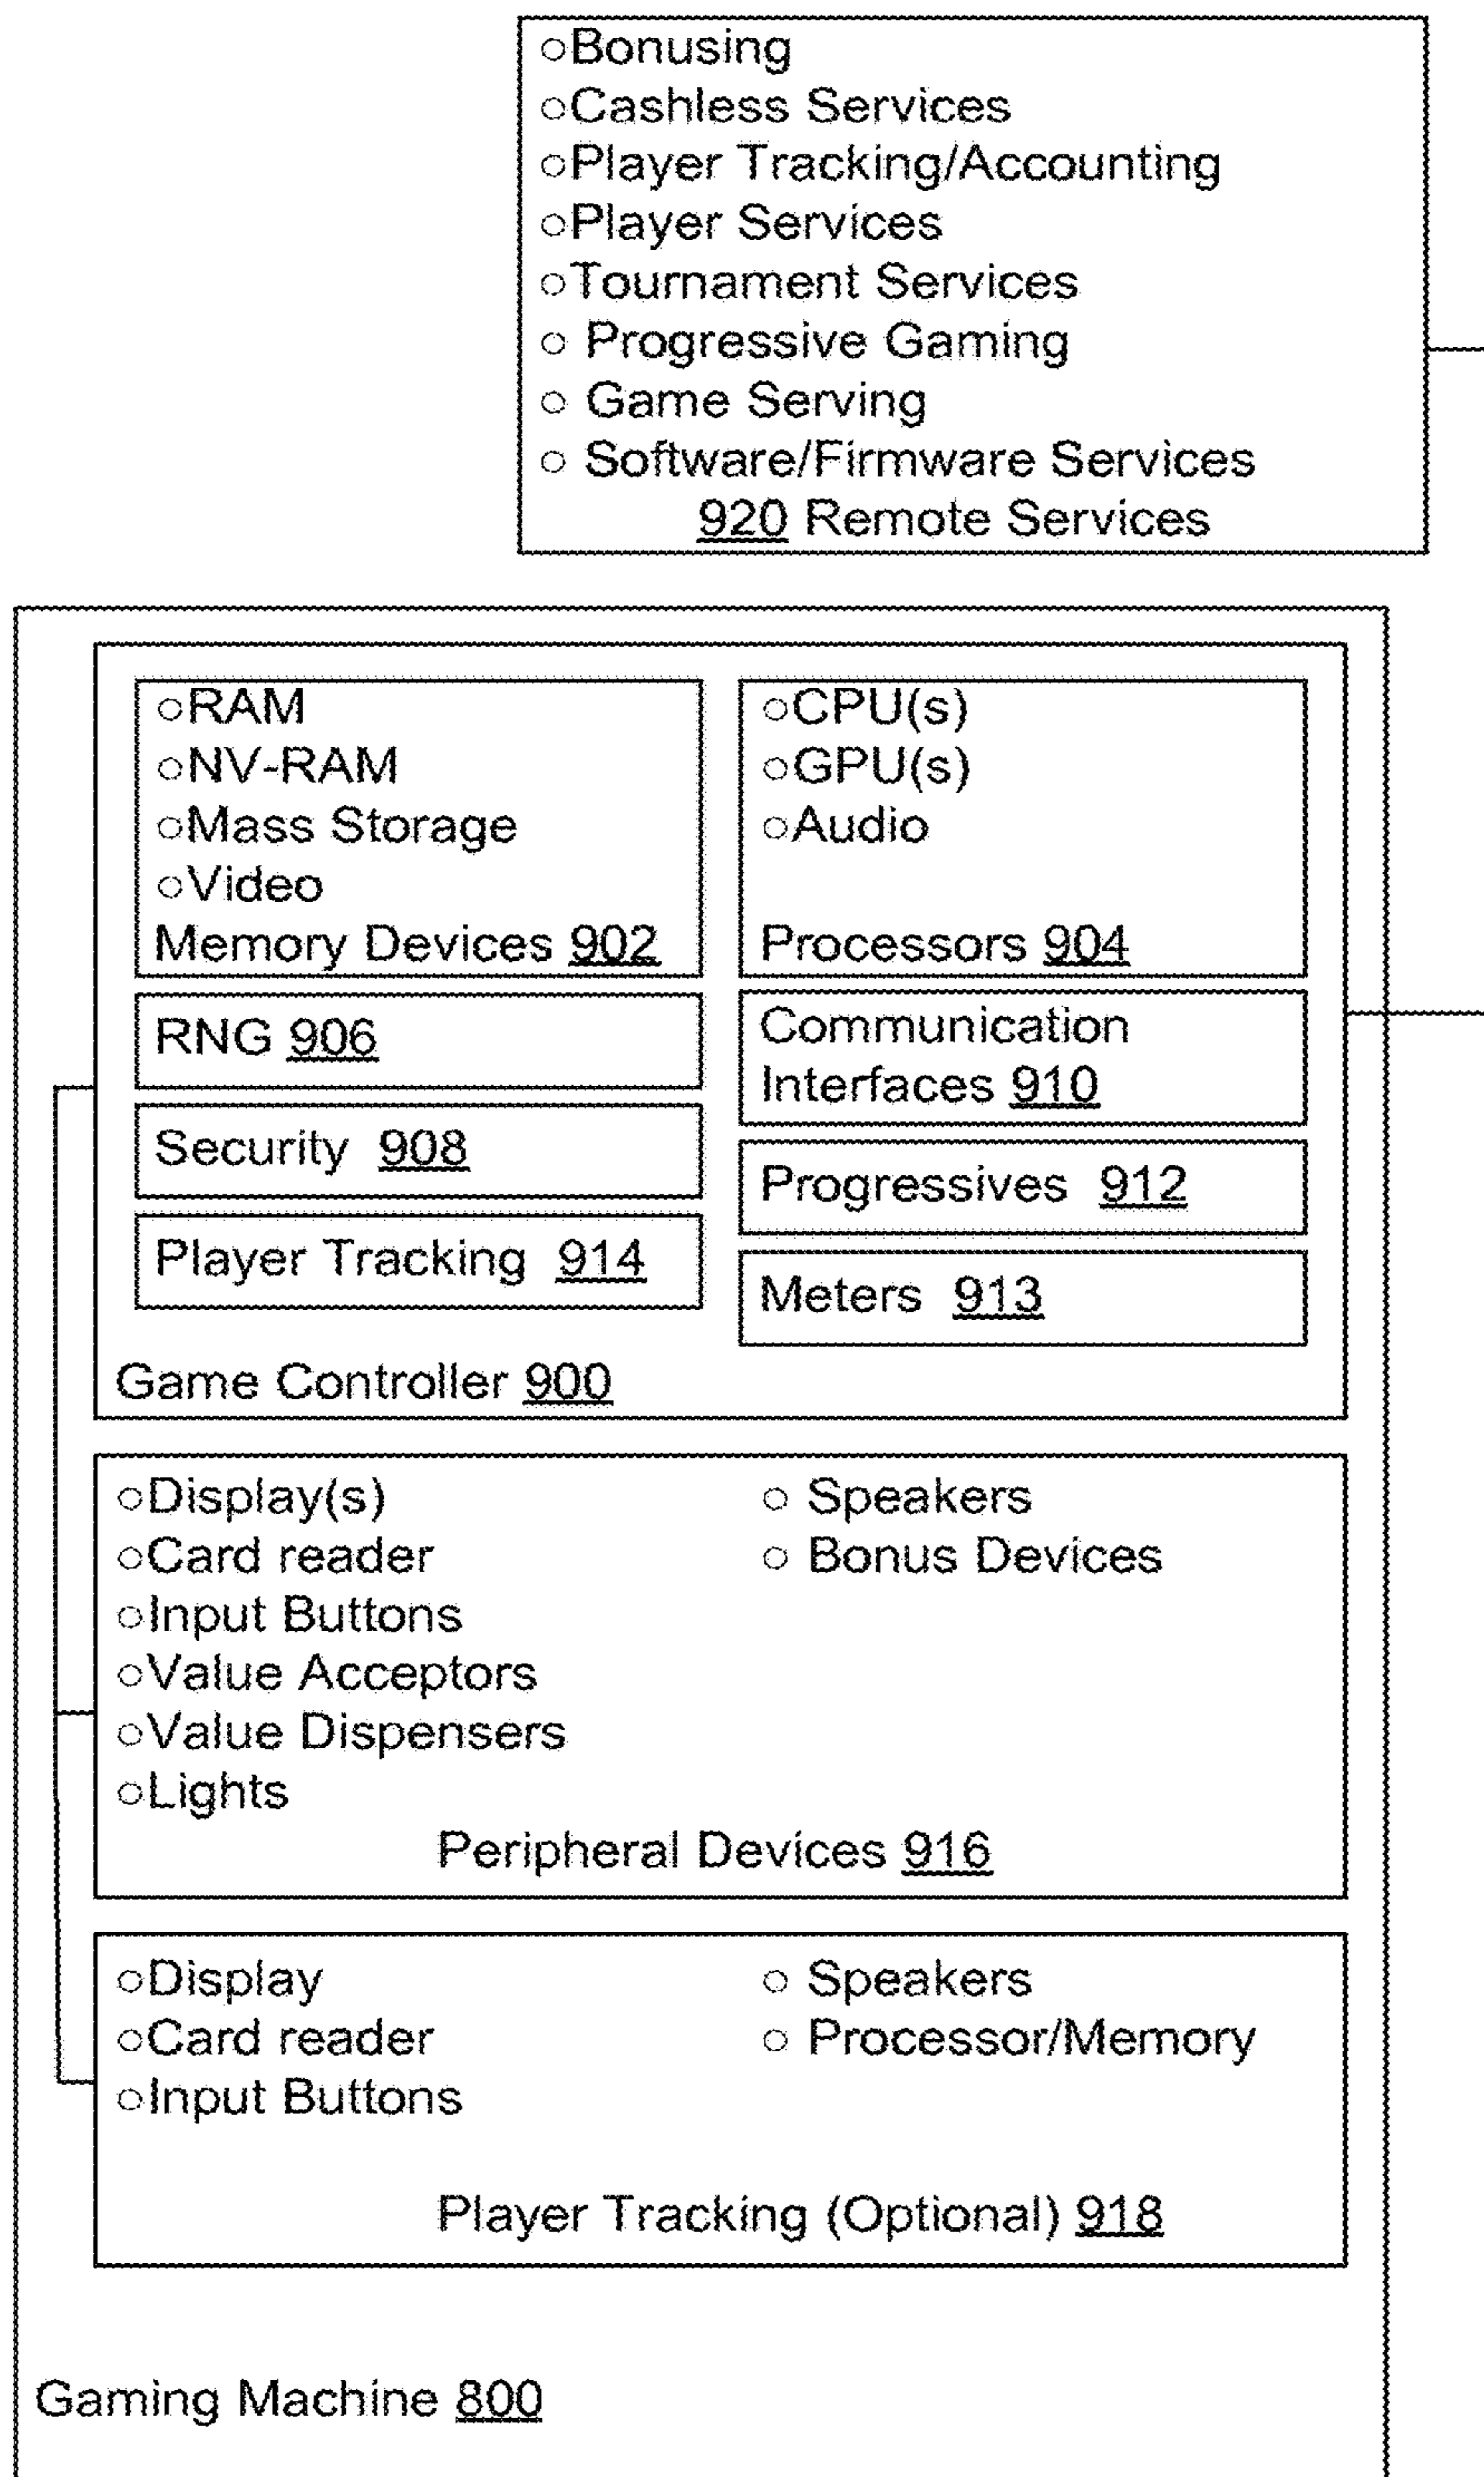 ○Bonusing
○Cashless Services
○Player Tracking/Accounting
○Player Services
○Tournament Services
○ Progressive Gaming
○ Game Serving
○ Software/Firmware Services
920 Remote Services
○RAM
○NV-RAM
○Mass Storage
○Video
Memory Devices 902
○CPU(s)
○GPU(s)
○Audio
Processors 904
RNG 906
Security 908
Player Tracking 914
Communication
Interfaces 910
Progressives 912
Meters 913
Game Controller 900
○Display(s)
○Card reader
○Input Buttons
○Value Acceptors
○Value Dispensers
○Lights
○ Speakers
○ Bonus Devices
Peripheral Devices 916
○Display
○Card reader
○Input Buttons
○ Speakers
○ Processor/Memory
Player Tracking (Optional) 918
Gaming Machine 800